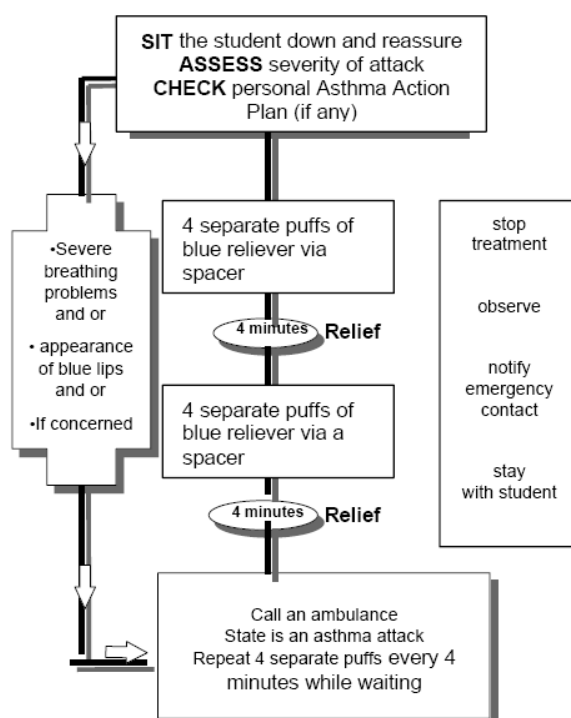 SIT the student down and reassure
ASSESS severity of attack
CHECK personal Asthma Action
Plan (if any)
•Severe
breathing
problems
and or
• appearance
of blue lips
and or
•If concerned
4 separate puffs of
blue reliever via
spacer
4 minutes Relief
4 separate puffs of
blue reliever via a
spacer
4 minutes Relief
stop
treatment
observe
notify
emergency
contact
stay
with student
Call an ambulance
State is an asthma attack
Repeat 4 separate puffs every 4
minutes while waiting